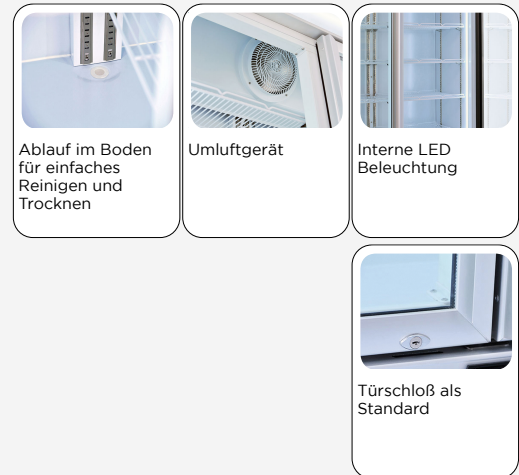 Ablauf im Boden
für einfaches
Reinigen und
Trocknen
Umluftgerät
Interne LED
Beleuchtung
Türschloß als
Standard